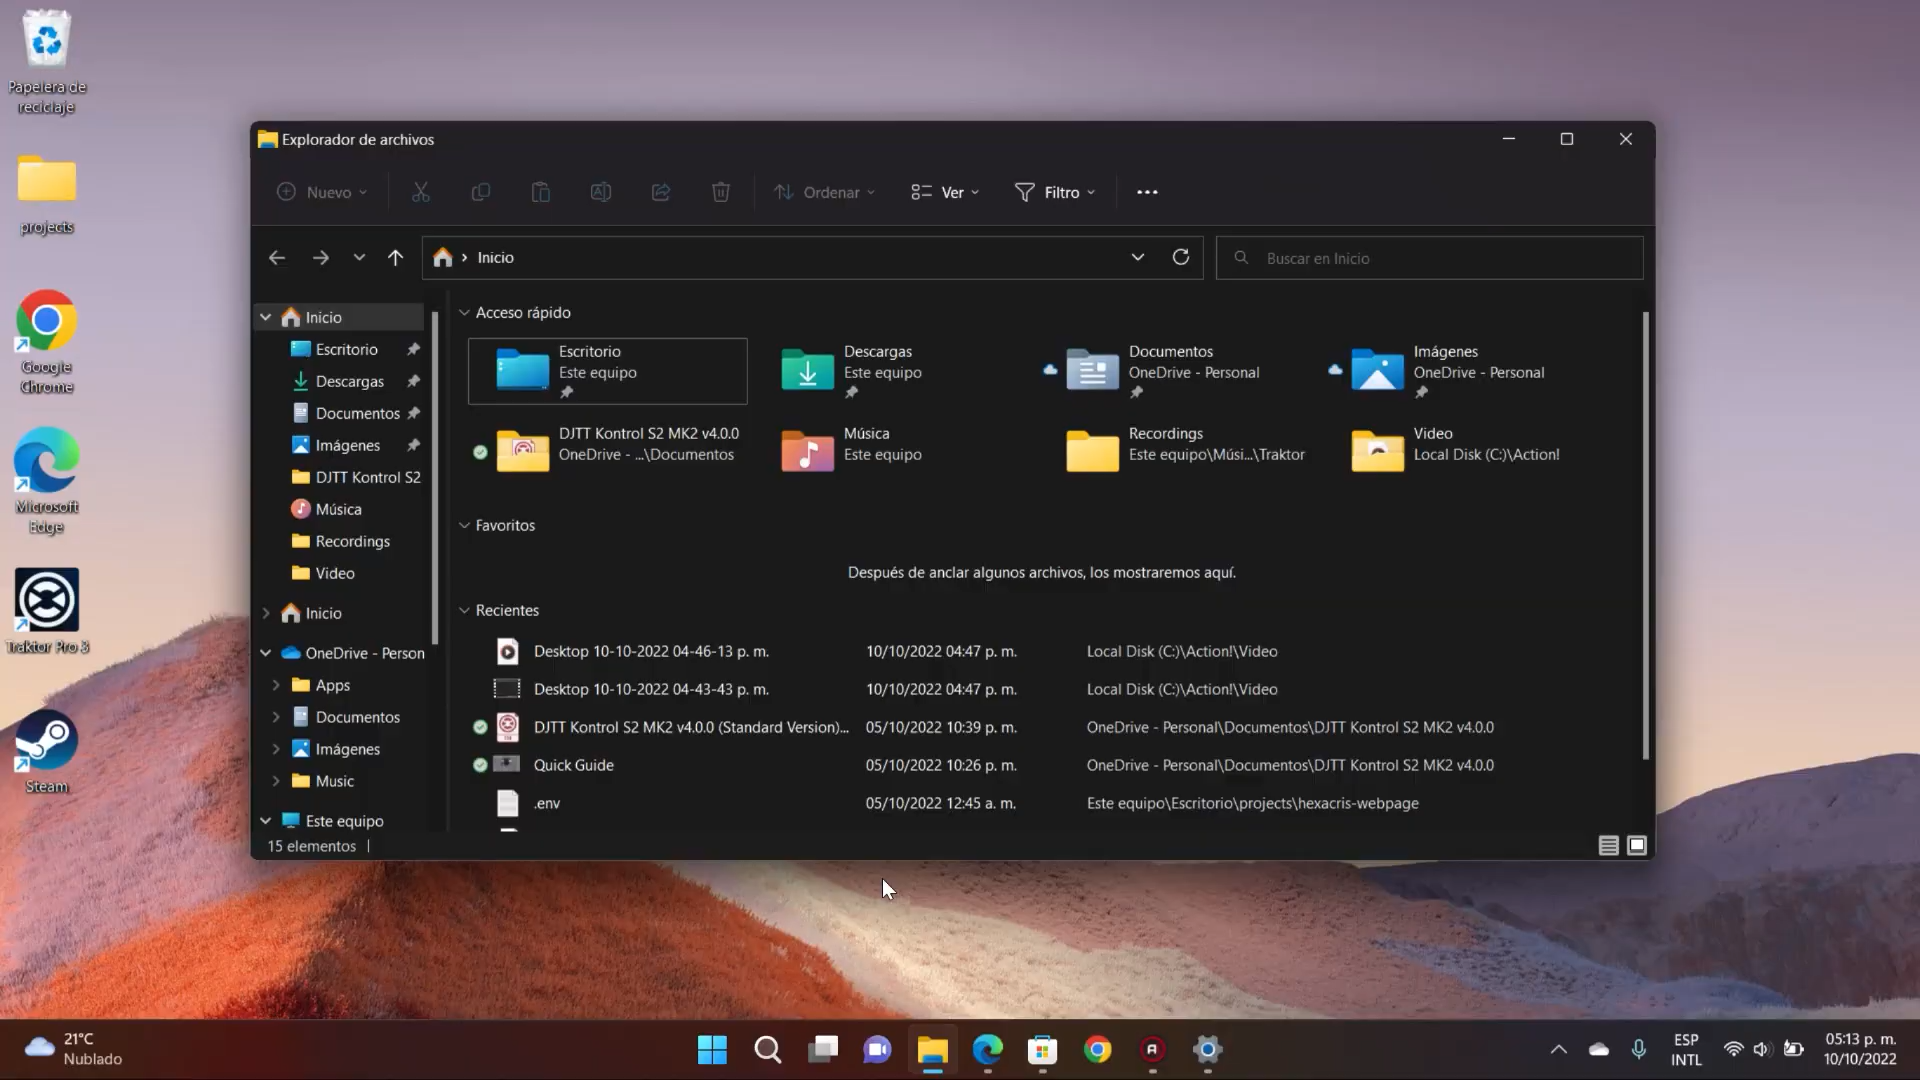 Papelera de
reciclaje
projects
Google
Chrome
Microsoft
Edge
Traktor Pro 3
Steam
Explorador de archivos
Nuevo
Ordenar
Ver
Filtro
Inicio
Buscar en Inicio
Inicio
Escritorio
Descargas
Documentos
Imágenes
DJTT Kontrol S2
Música
Recordings
Video
Inicio
OneDrive - Person
Apps
Documentos
Imágenes
Music
Este equipo
Acceso rápido
Escritorio
Este equipo
Descargas
Este equipo
Documentos
OneDrive - Personal
Imágenes
OneDrive - Personal
DJTT Kontrol S2 MK2 v4.0.0
OneDrive - ...\Documentos
Música
Este equipo
Recordings
Este equipo\Músi...\Traktor
Video
Local Disk (C:)\Action!
Favoritos
Después de anclar algunos archivos, los mostraremos aquí.
Recientes
Desktop 10-10-2022 04-46-13 p. m. 10/10/2022 04:47 p. m. Local Disk (C:)\Action!\Video
Desktop 10-10-2022 04-43-43 p. m. 10/10/2022 04:47 p. m. Local Disk (C:)\Action!\Video
DJTT Kontrol S2 MK2 v4.0.0 (Standard Version)... 05/10/2022 10:39 p. m. OneDrive - Personal\Documentos\DJTT Kontrol S2 MK2 v4.0.0
Quick Guide 05/10/2022 10:26 p. m. OneDrive - Personal\Documentos\DJTT Kontrol S2 MK2 v4.0.0
.env 05/10/2022 12:45 a. m. Este equipo\Escritorio\projects\hexacris-webpage
15 elementos
21°C
Nublado
ESP
INTL
05:13 p. m.
10/10/2022